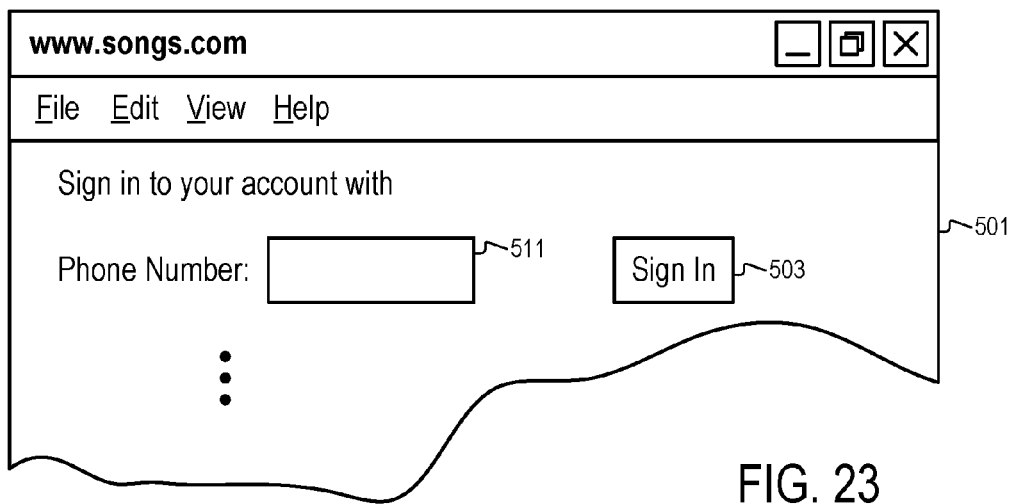 www.songs.com
File Edit View Help
Sign in to your account with
501
Phone Number: 511 Sign In 503
FIG. 23